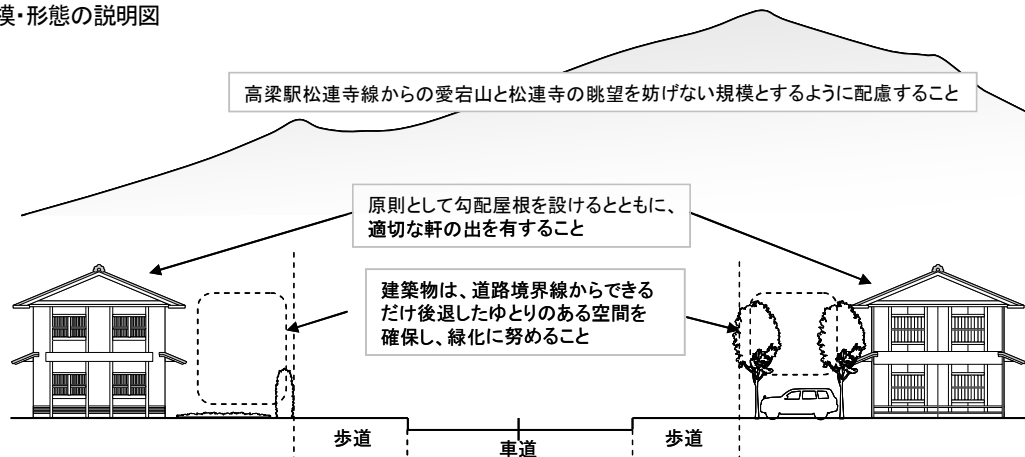 模・形態の説明図
高梁駅松連寺線からの愛宕山と松連寺の眺望を妨げない規模とするように配慮すること
原則として勾配屋根を設けるとともに、
適切な軒の出を有すること
建築物は、道路境界線からできる
だけ後退したゆとりのある空間を
確保し、緑化に努めること
歩道
車道
歩道